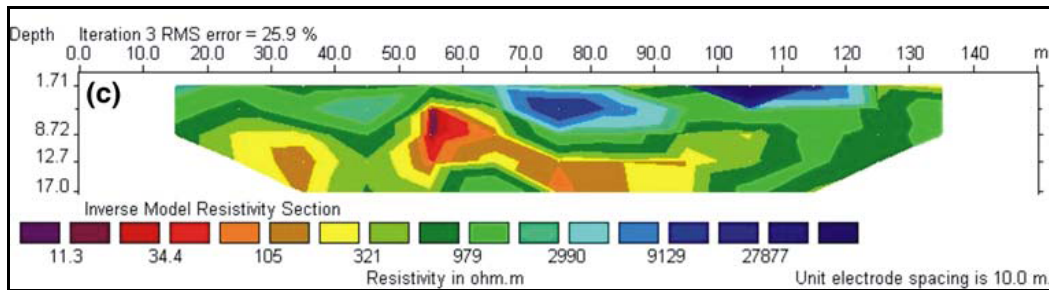 Depth Iteration 3 RMS error = 25.9 %
0.0 20.0 30.0 40.0 50.0 60.0 70.0 80.0 90.0 100 110 120 130 140 m
1.71
(c)
8.72
12.7
17.0
Inverse Model Resistivity Section
11.3 34.4 105 321 979 2990 9129 27877
Resistivity in ohm.m Unit electrode spacing is 10.0 m.